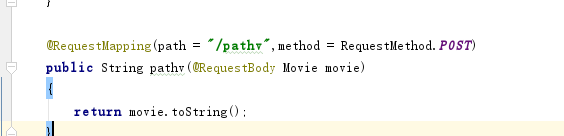 }
@RequestMapping(path = "/pathv",method = RequestMethod.POST)
public String pathv(@RequestBody Movie movie)
{
return movie.toString();
}